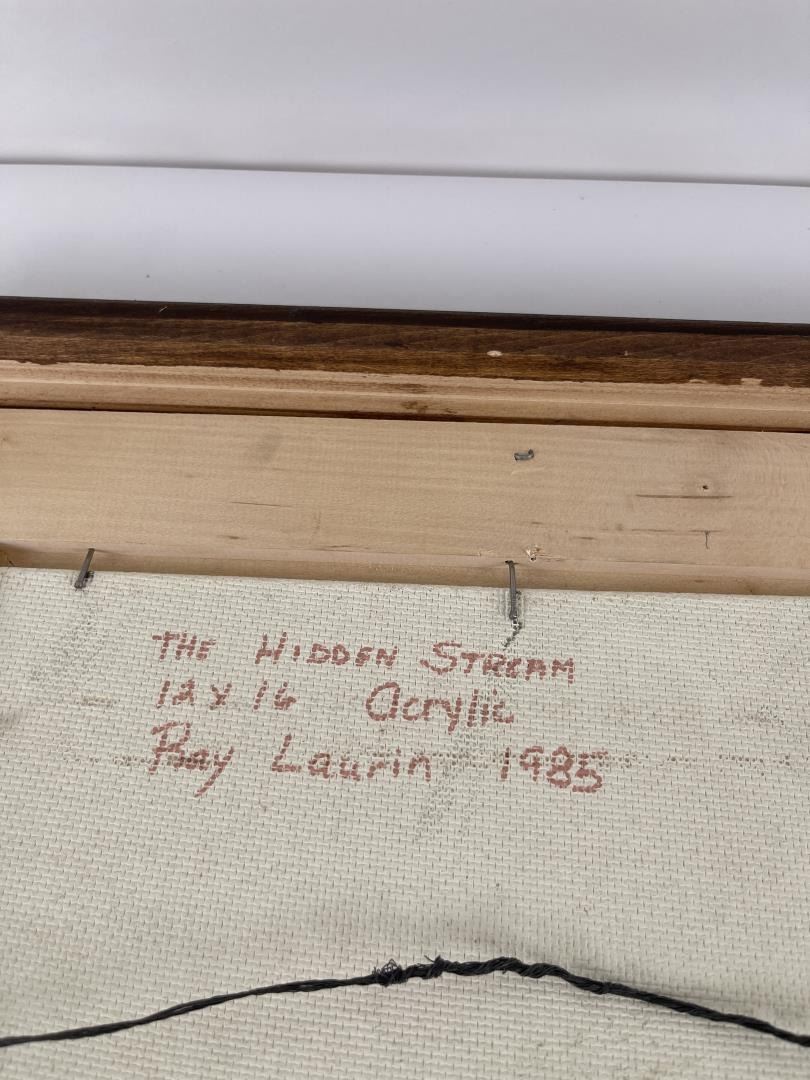 THE HIDDEN STREAM
12 x 16 Acrylic
Ray Laurin 1985